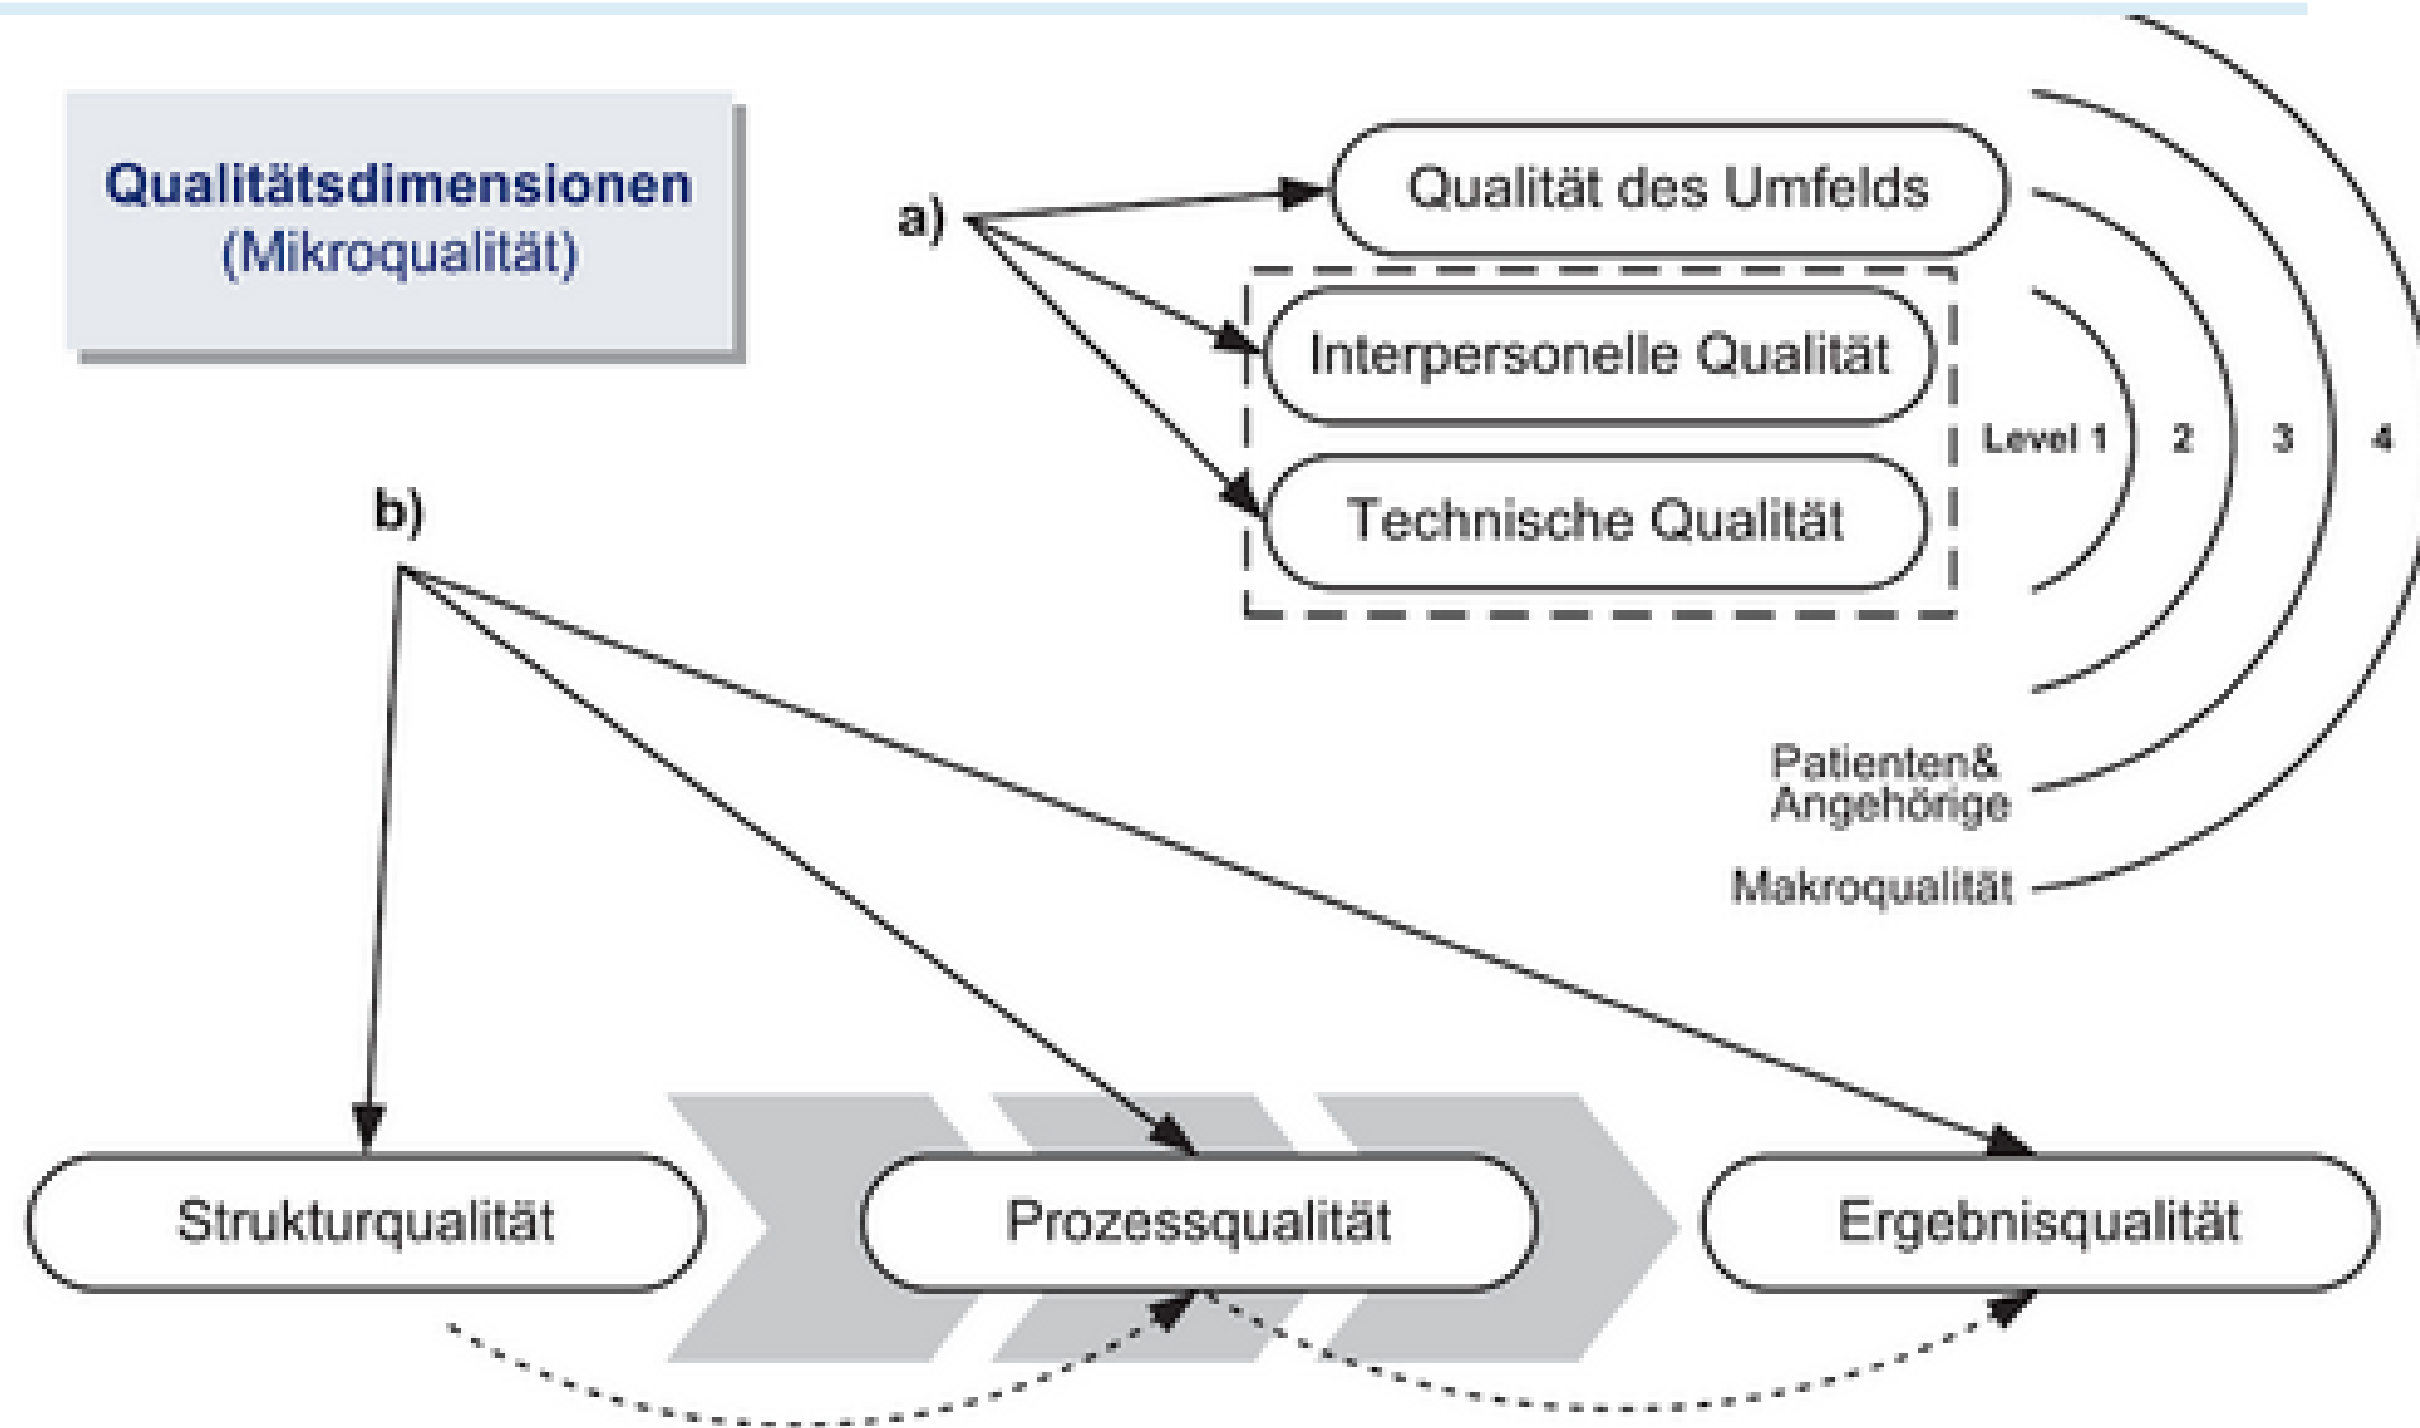 Qualitätsdimensionen
(Mikroqualität)
a)
Qualität des Umfelds
Interpersonelle Qualität
Technische Qualität
Level 1
2
3
4
Patienten&
Angehörige
Makroqualität
b)
Strukturqualität
Prozessqualität
Ergebnisqualität